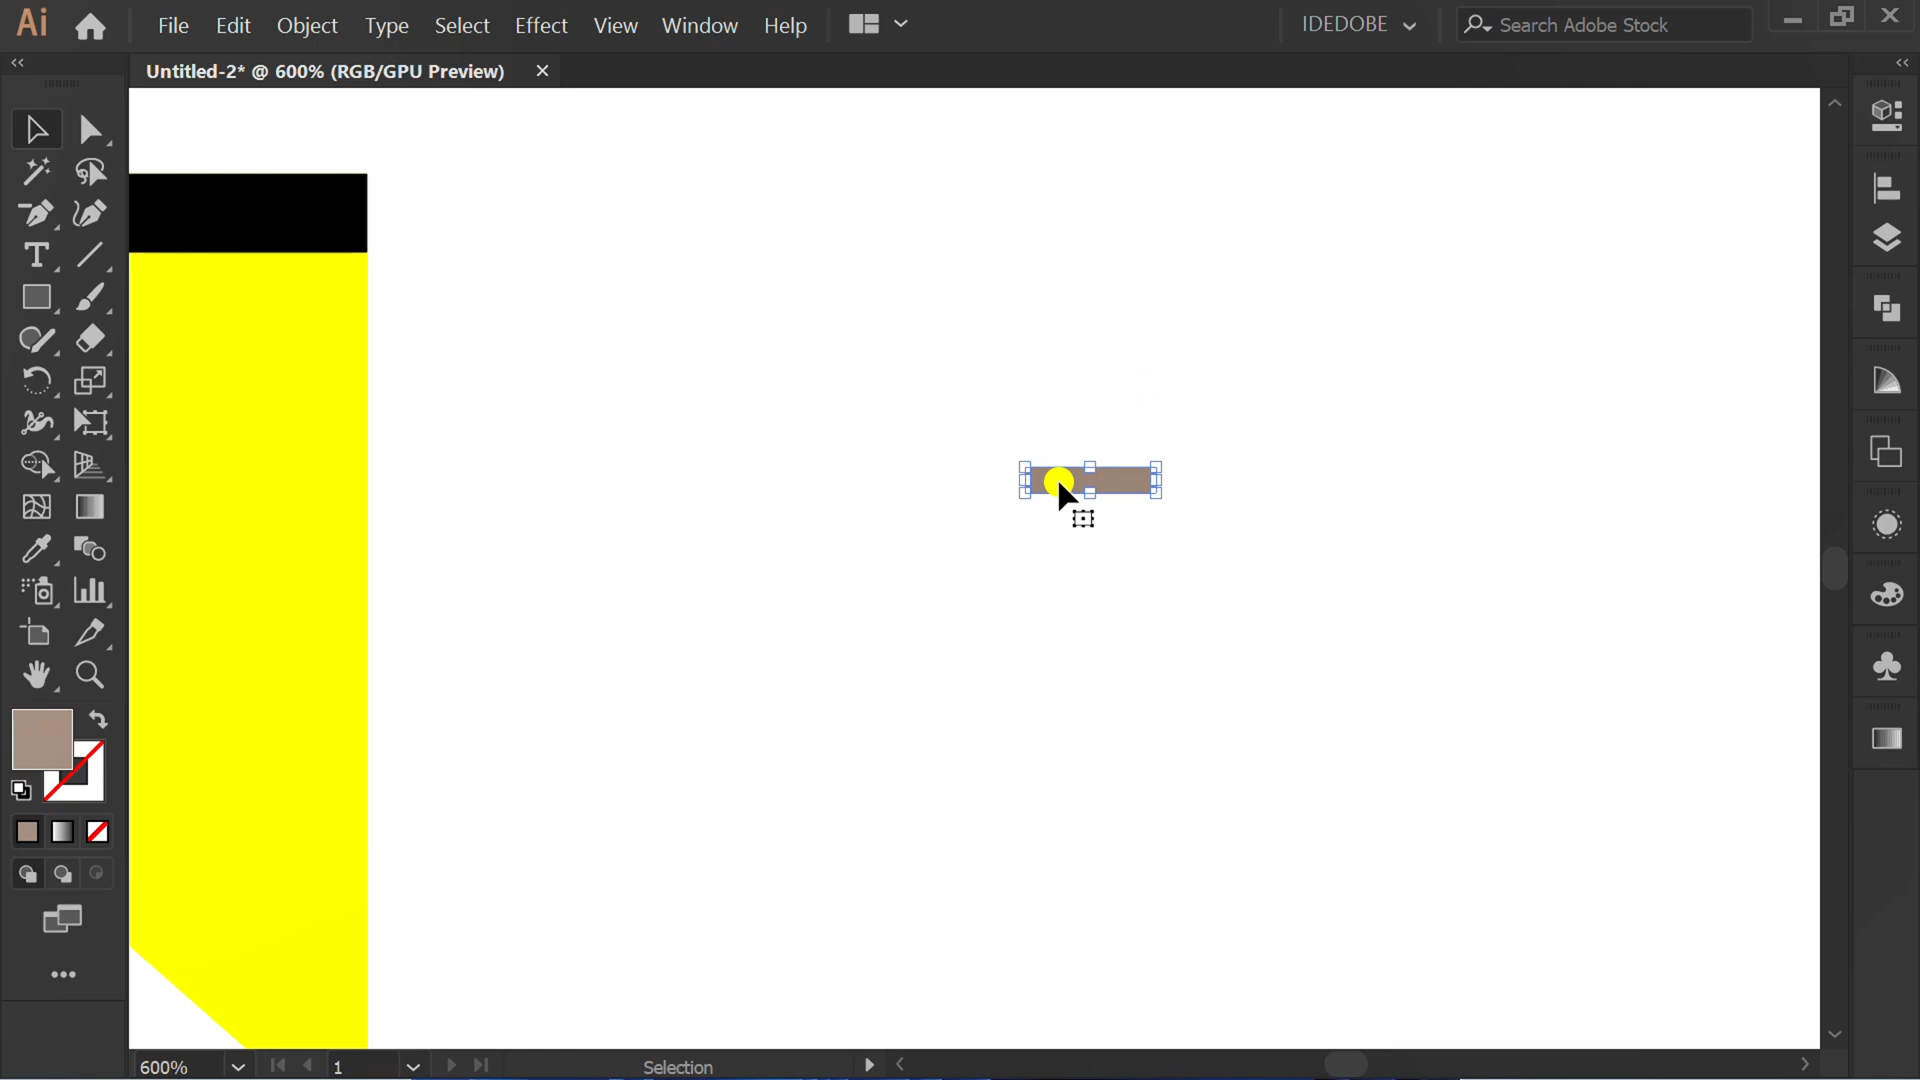 Ai File Edit Object Type Select Effect View Window Help IDEDOBE Search Adobe Stock
Untitled-2* @ 600% (RGB/GPU Preview)
T
600% 1 Selection